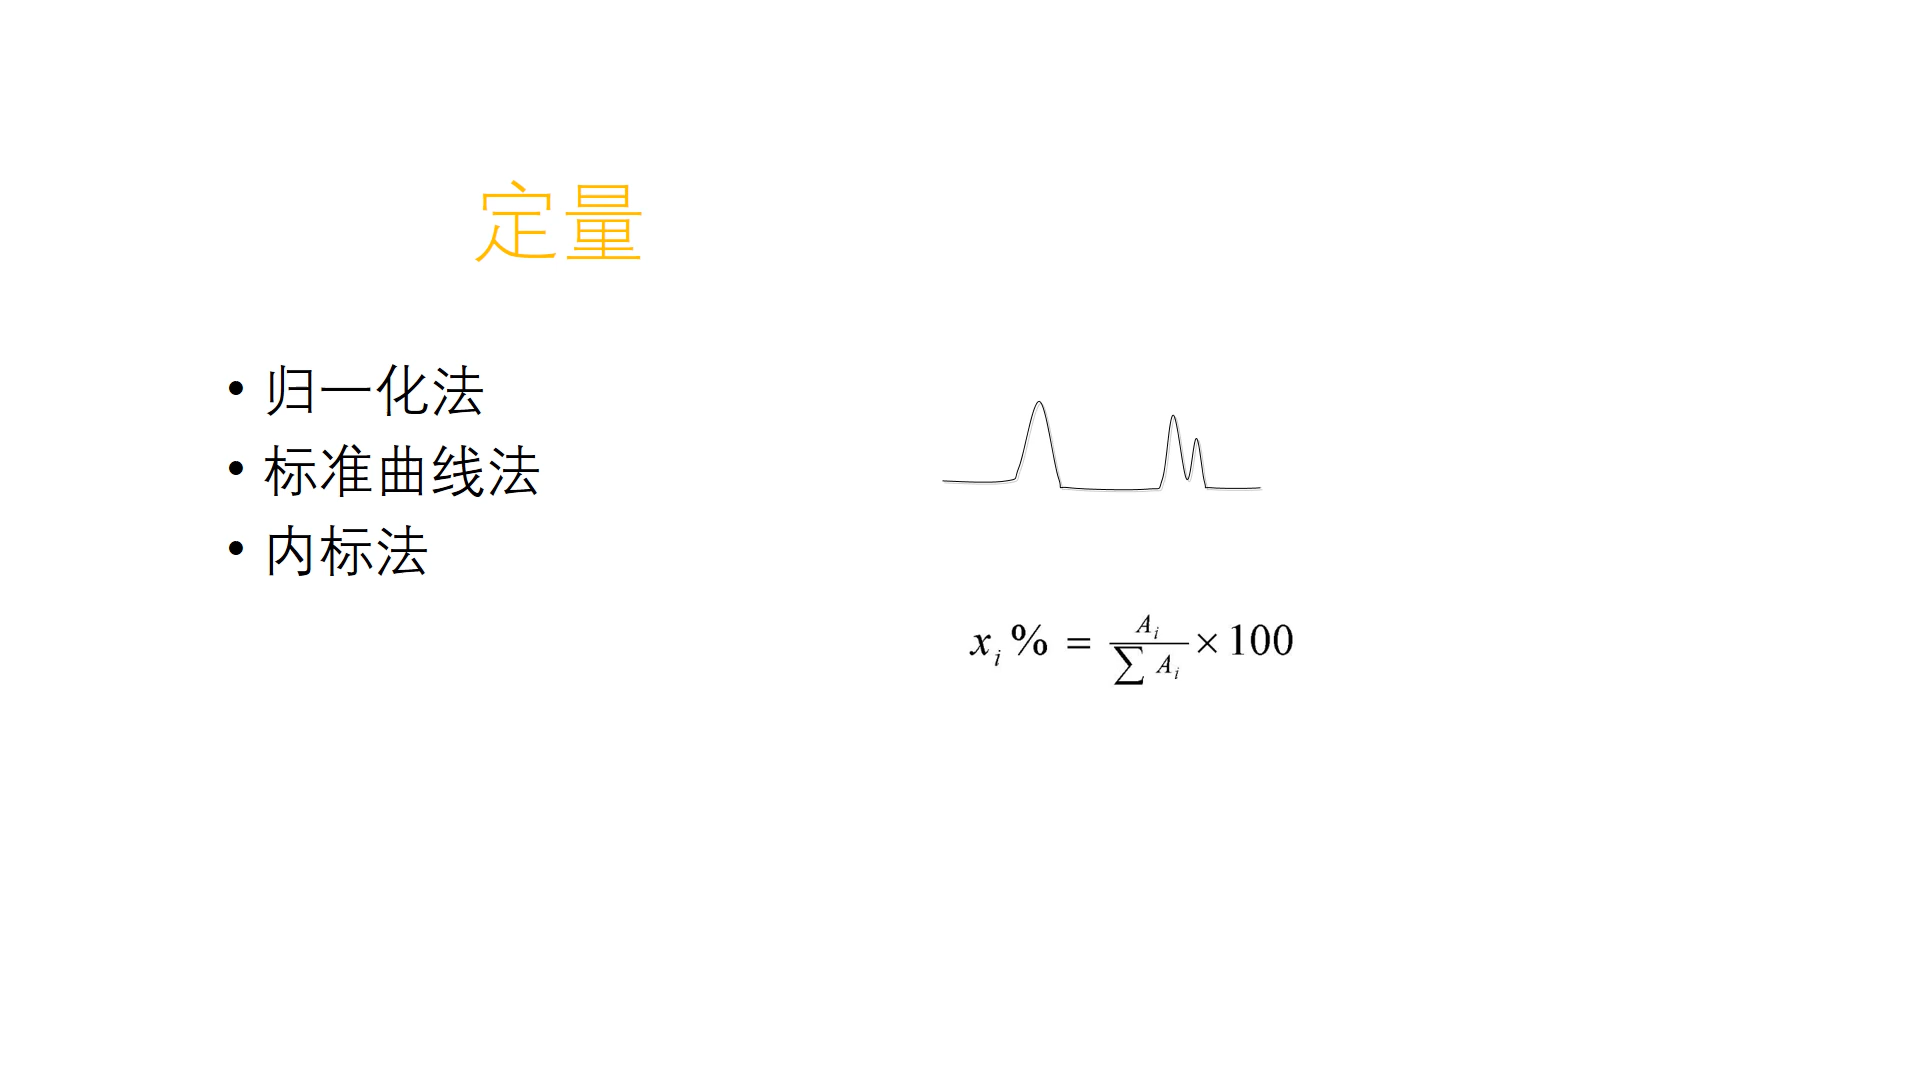 定量
• 归一化法
• 标准曲线法
• 内标法
x_i % = A_i / ∑ A_i × 100